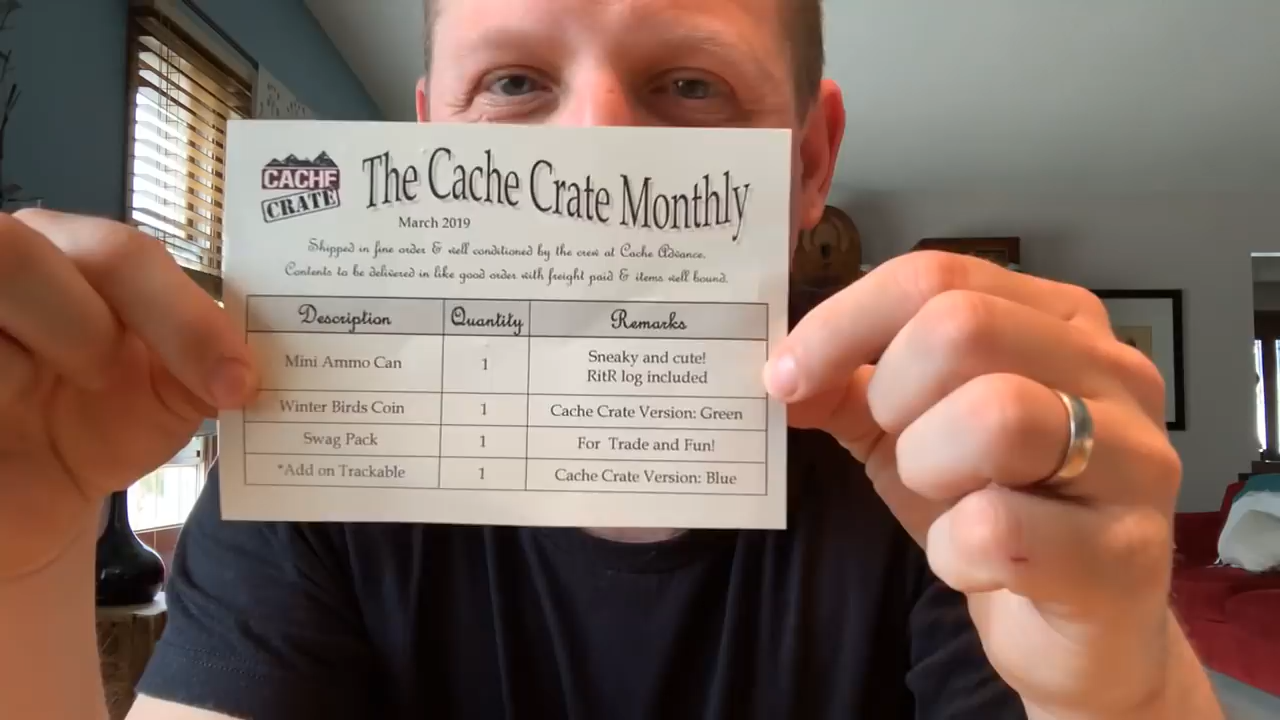 CACHE
CRATE
The Cache Crate Monthly
March 2019
Shipped in fine order & well conditioned by the crew at Cache Advance.
Contents to be delivered in like good order with freight paid & items well bound.
Description Quantity Remarks
Mini Ammo Can 1 Sneaky and cute!
RitR log included
Winter Birds Coin 1 Cache Crate Version: Green
Swag Pack 1 For Trade and Fun!
*Add on Trackable 1 Cache Crate Version: Blue